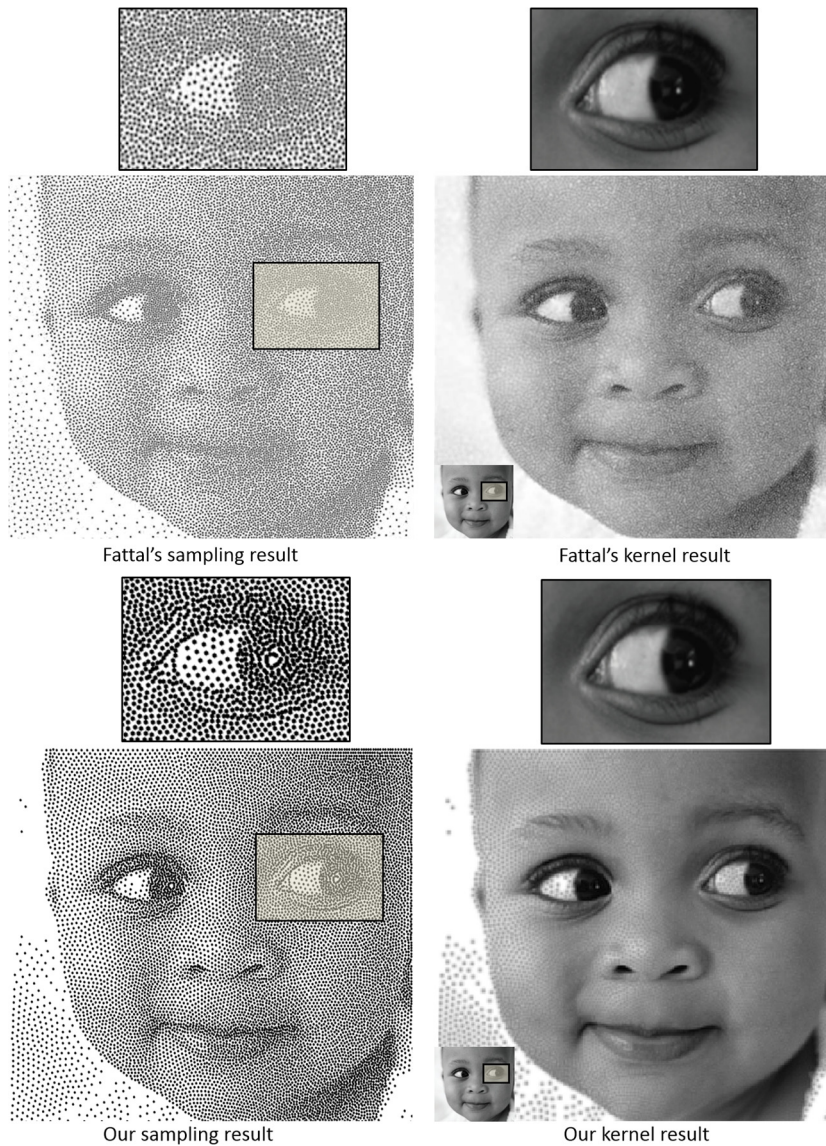 Fattal's sampling result
Fattal's kernel result
Our sampling result
Our kernel result